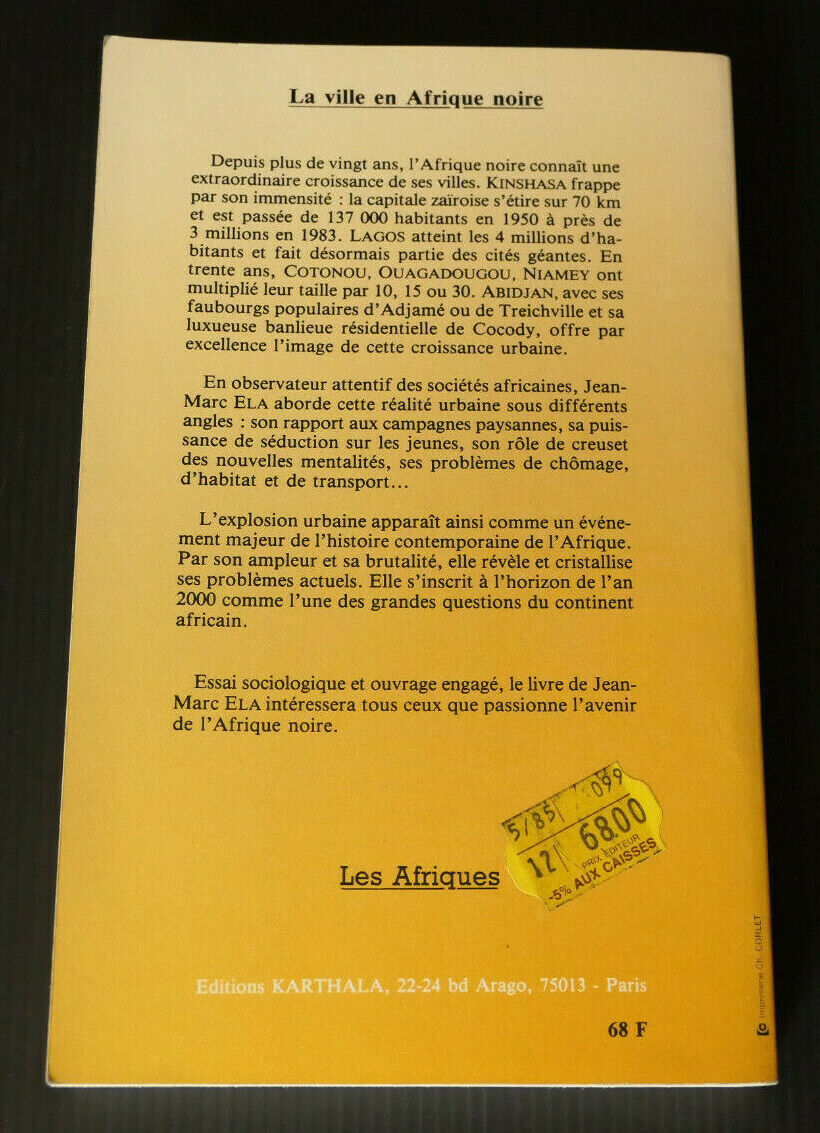 La ville en Afrique noire
Depuis plus de vingt ans, l'Afrique noire connaît une
extraordinaire croissance de ses villes. KINSHASA frappe
par son immensité : la capitale zaïroise s'étire sur 70 km
et est passée de 137 000 habitants en 1950 à près de
3 millions en 1983. LAGOS atteint les 4 millions d'ha-
bitants et fait désormais partie des cités géantes. En
trente ans, COTONOU, OUAGADOUGOU, NIAMEY ont
multiplié leur taille par 10, 15 ou 30. ABIDJAN, avec ses
faubourgs populaires d'Adjamé ou de Treichville et sa
luxueuse banlieue résidentielle de Cocody, offre par
excellence l'image de cette croissance urbaine.
En observateur attentif des sociétés africaines, Jean-
Marc ELA aborde cette réalité urbaine sous différents
angles : son rapport aux campagnes paysannes, sa puis-
sance de séduction sur les jeunes, son rôle de creuset
des nouvelles mentalités, ses problèmes de chômage,
d'habitat et de transport...
L'explosion urbaine apparaît ainsi comme un événe-
ment majeur de l'histoire contemporaine de l'Afrique.
Par son ampleur et sa brutalité, elle révèle et cristallise
ses problèmes actuels. Elle s'inscrit à l'horizon de l'an
2000 comme l'une des grandes questions du continent
africain.
Essai sociologique et ouvrage engagé, le livre de Jean-
Marc ELA intéressera tous ceux que passionne l'avenir
de l'Afrique noire.
5/85 099
12 68.00
PRIX EDITEUR
-5% AUX CAISSES
Les Afriques
Editions KARTHALA, 22-24 bd Arago, 75013 - Paris
68 F
Imprimerie Ch. CORLET